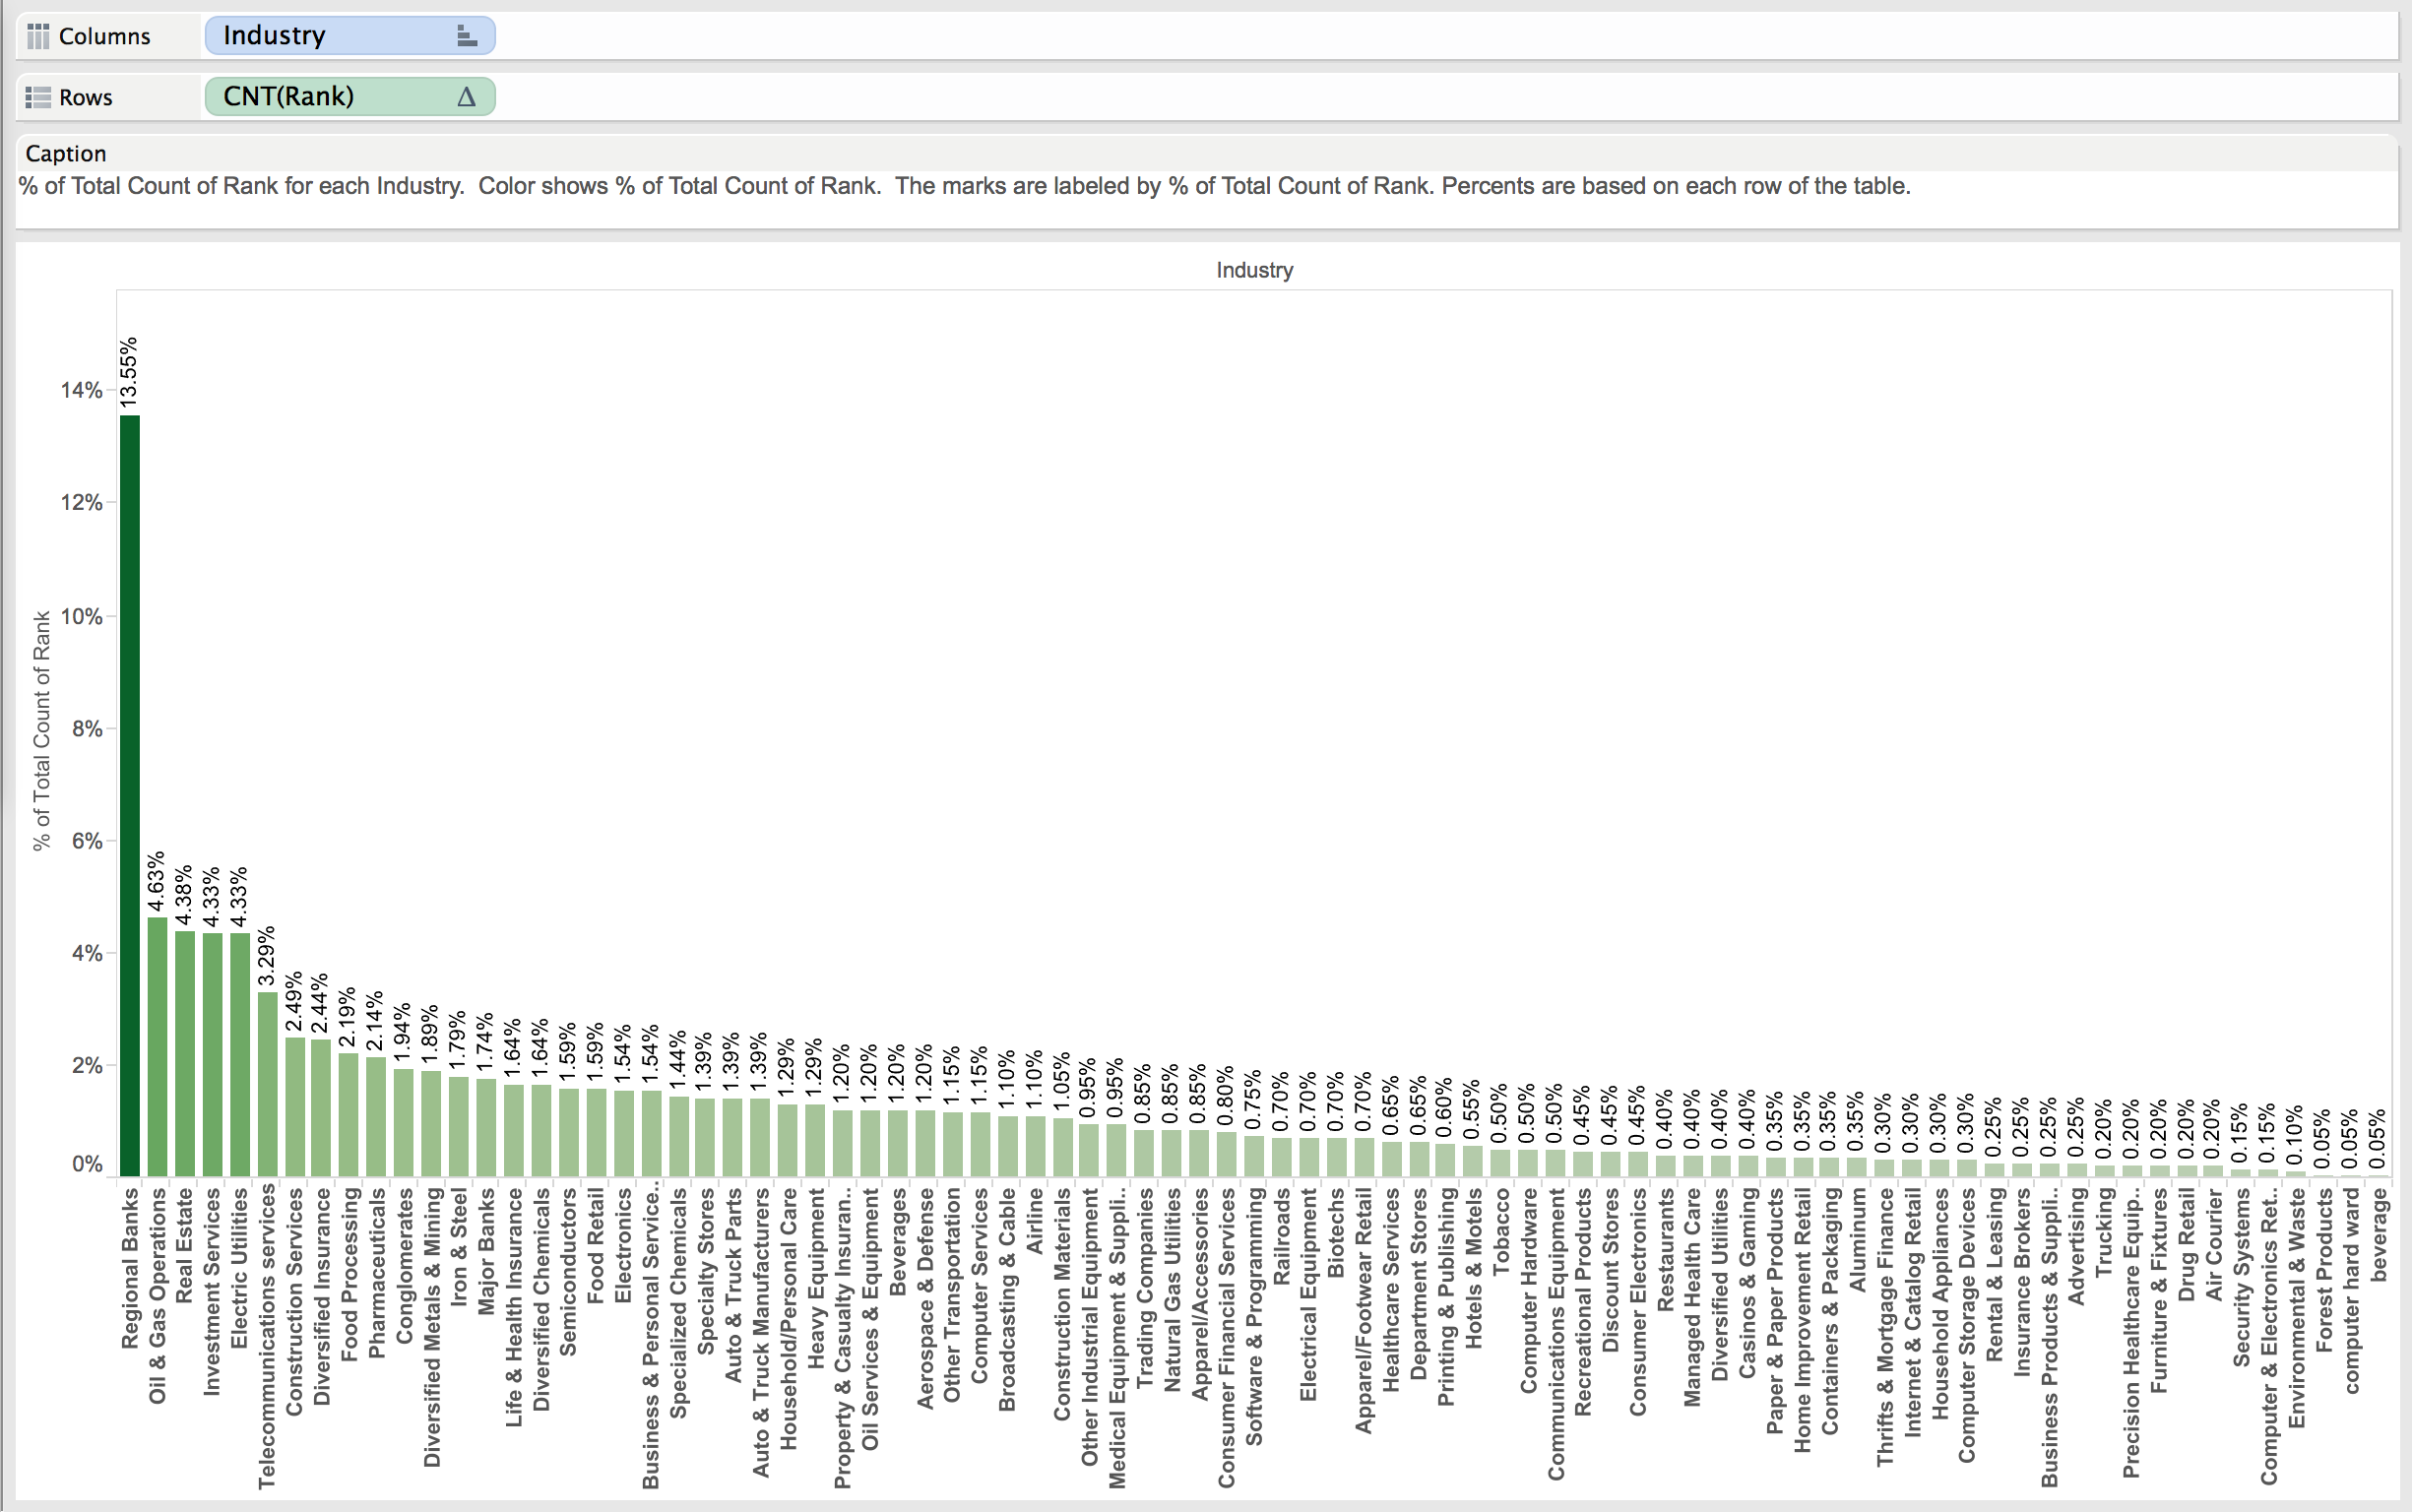 Columns
Industry
Rows
CNT(Rank) Δ
Caption
% of Total Count of Rank for each Industry.  Color shows % of Total Count of Rank.  The marks are labeled by % of Total Count of Rank. Percents are based on each row of the table.
Industry
% of Total Count of Rank
14%
12%
10%
8%
6%
4%
2%
0%
13.55%
4.63%
4.38%
4.33%
4.33%
3.29%
2.49%
2.44%
2.19%
2.14%
1.94%
1.89%
1.79%
1.74%
1.64%
1.64%
1.59%
1.59%
1.54%
1.54%
1.44%
1.39%
1.39%
1.39%
1.29%
1.29%
1.20%
1.20%
1.20%
1.20%
1.15%
1.15%
1.10%
1.10%
1.05%
0.95%
0.95%
0.85%
0.85%
0.85%
0.80%
0.75%
0.70%
0.70%
0.70%
0.70%
0.65%
0.65%
0.60%
0.55%
0.50%
0.50%
0.50%
0.45%
0.45%
0.45%
0.40%
0.40%
0.40%
0.40%
0.35%
0.35%
0.35%
0.35%
0.30%
0.30%
0.30%
0.30%
0.25%
0.25%
0.25%
0.25%
0.20%
0.20%
0.20%
0.20%
0.20%
0.15%
0.15%
0.10%
0.05%
0.05%
0.05%
Regional Banks
Oil & Gas Operations
Real Estate
Investment Services
Electric Utilities
Telecommunications services
Construction Services
Diversified Insurance
Food Processing
Pharmaceuticals
Conglomerates
Diversified Metals & Mining
Iron & Steel
Major Banks
Life & Health Insurance
Diversified Chemicals
Semiconductors
Food Retail
Electronics
Business & Personal Service..
Specialized Chemicals
Specialty Stores
Auto & Truck Parts
Auto & Truck Manufacturers
Household/Personal Care
Heavy Equipment
Property & Casualty Insuran..
Oil Services & Equipment
Beverages
Aerospace & Defense
Other Transportation
Computer Services
Broadcasting & Cable
Airline
Construction Materials
Other Industrial Equipment
Medical Equipment & Suppli..
Trading Companies
Natural Gas Utilities
Apparel/Accessories
Consumer Financial Services
Software & Programming
Railroads
Electrical Equipment
Biotechs
Apparel/Footwear Retail
Healthcare Services
Department Stores
Printing & Publishing
Hotels & Motels
Tobacco
Computer Hardware
Communications Equipment
Recreational Products
Discount Stores
Consumer Electronics
Restaurants
Managed Health Care
Diversified Utilities
Casinos & Gaming
Paper & Paper Products
Home Improvement Retail
Containers & Packaging
Aluminum
Thrifts & Mortgage Finance
Internet & Catalog Retail
Household Appliances
Computer Storage Devices
Rental & Leasing
Insurance Brokers
Business Products & Suppli..
Advertising
Trucking
Precision Healthcare Equip..
Furniture & Fixtures
Drug Retail
Air Courier
Security Systems
Computer & Electronics Ret..
Environmental & Waste
Forest Products
computer hard ward
beverage